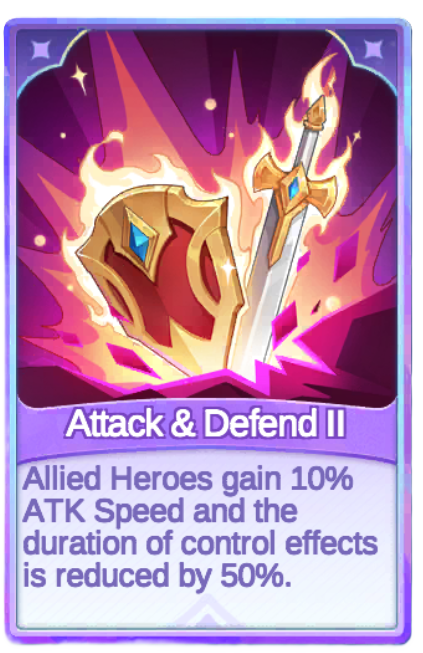 Attack & Defend II
Allied Heroes gain 10%
ATK Speed and the
duration of control effects
is reduced by 50%.